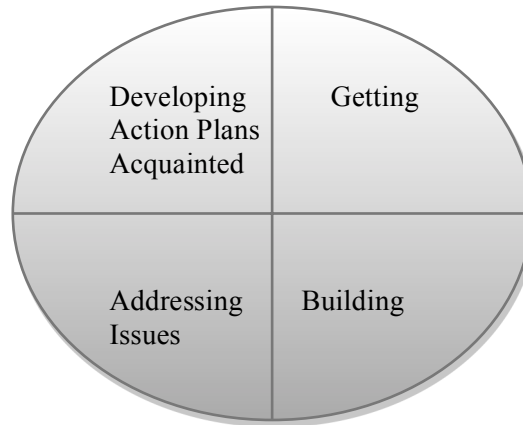 Developing
Action Plans
Acquainted
Getting
Addressing
Issues
Building